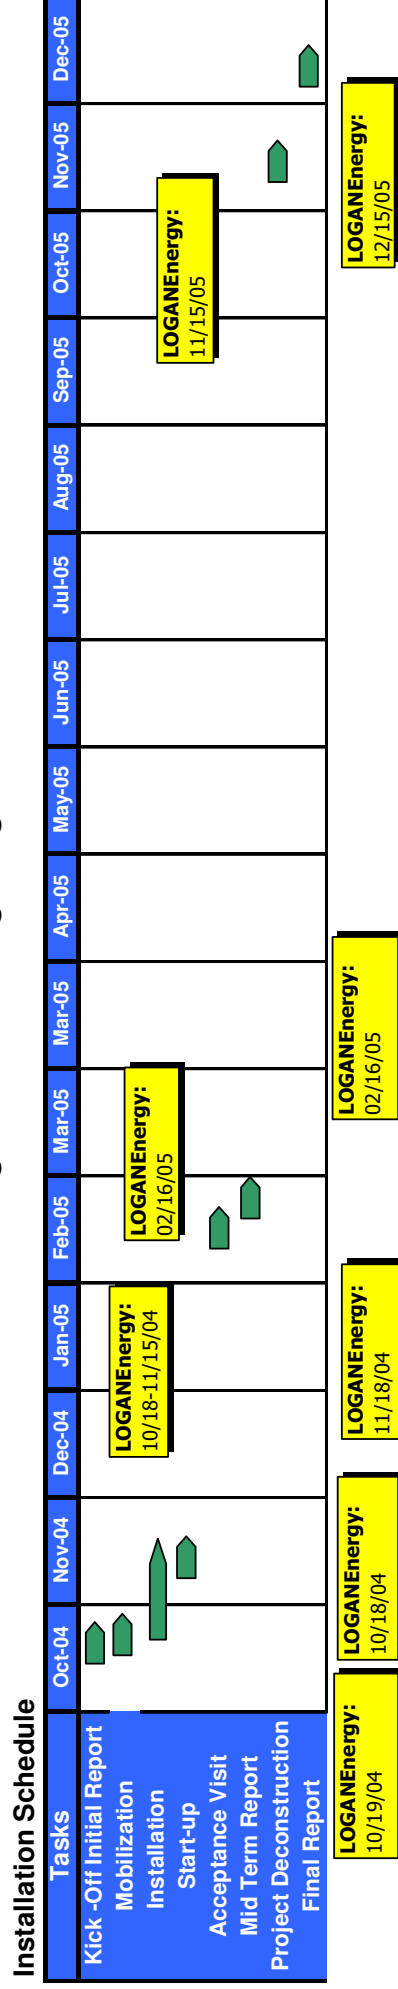 Installation Schedule
Tasks Oct-04 Nov-04 Dec-04 Jan-05 Feb-05 Mar-05 Mar-05 Apr-05 May-05 Jun-05 Jul-05 Aug-05 Sep-05 Oct-05 Nov-05 Dec-05
Kick -Off Initial Report
Mobilization
Installation
Start-up
Acceptance Visit
Mid Term Report
Project Deconstruction
Final Report
LOGANEnergy:
10/18-11/15/04
LOGANEnergy:
02/16/05
LOGANEnergy:
11/15/05
LOGANEnergy:
10/19/04
LOGANEnergy:
10/18/04
LOGANEnergy:
11/18/04
LOGANEnergy:
02/16/05
LOGANEnergy:
12/15/05